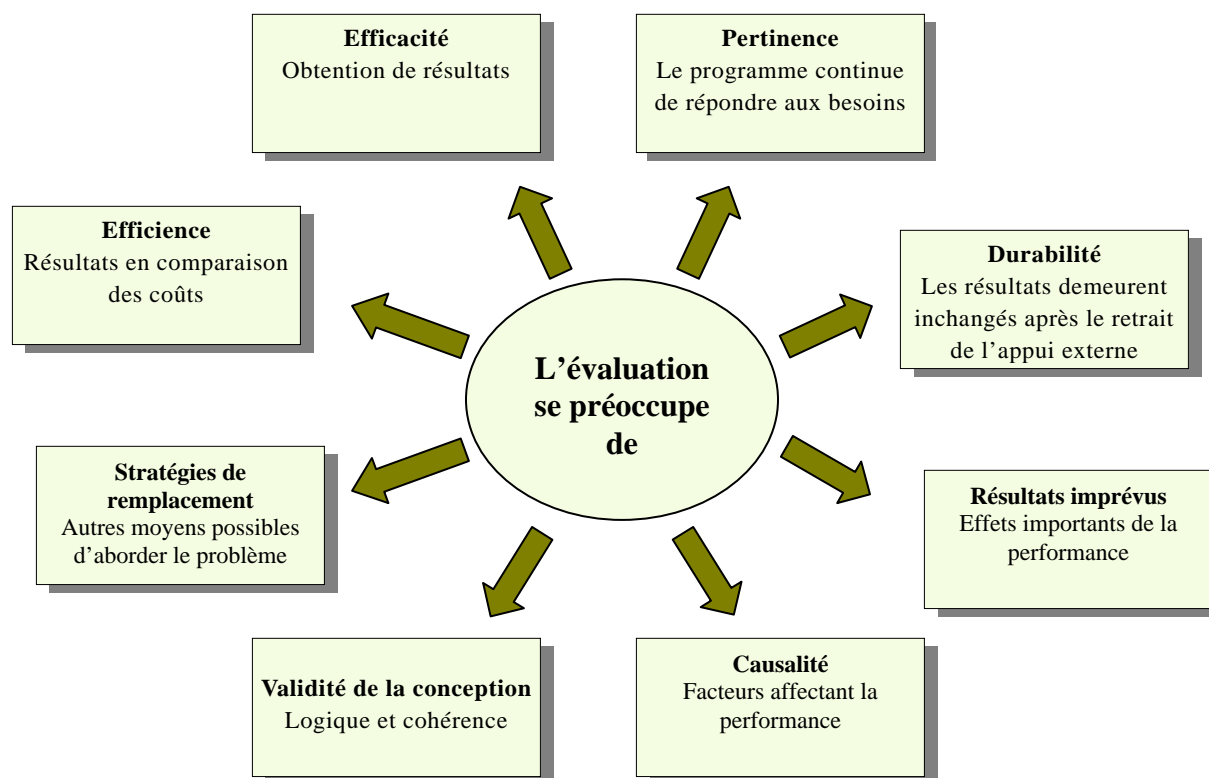 Efficacité
Obtention de résultats
Pertinence
Le programme continue
de répondre aux besoins
Efficience
Résultats en comparaison
des coûts
Durabilité
Les résultats demeurent
inchangés après le retrait
de l’appui externe
L’évaluation
se préoccupe
de
Stratégies de
remplacement
Autres moyens possibles
d’aborder le problème
Résultats imprévus
Effets importants de la
performance
Validité de la conception
Logique et cohérence
Causalité
Facteurs affectant la
performance